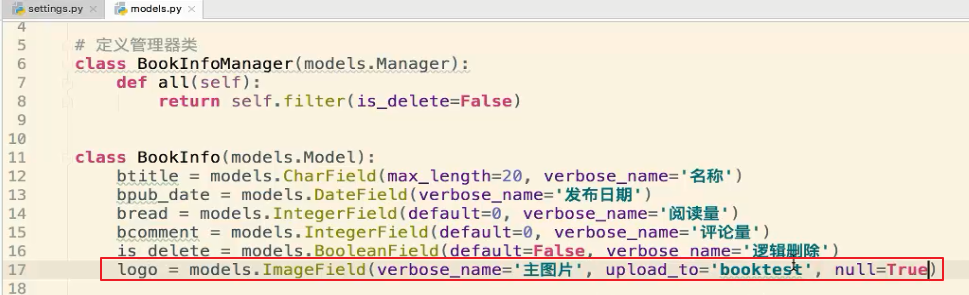 settings.py × models.py ×
4
5 # 定义管理器类
6 class BookInfoManager(models.Manager):
7 def all(self):
8 return self.filter(is_delete=False)
9
10
11 class BookInfo(models.Model):
12 btitle = models.CharField(max_length=20, verbose_name='名称')
13 bpub_date = models.DateField(verbose_name='发布日期')
14 bread = models.IntegerField(default=0, verbose_name='阅读量')
15 bcomment = models.IntegerField(default=0, verbose_name='评论量')
16 is_delete = models.BooleanField(default=False, verbose_name='逻辑删除')
17 logo = models.ImageField(verbose_name='主图片', upload_to='booktest', null=True)
18